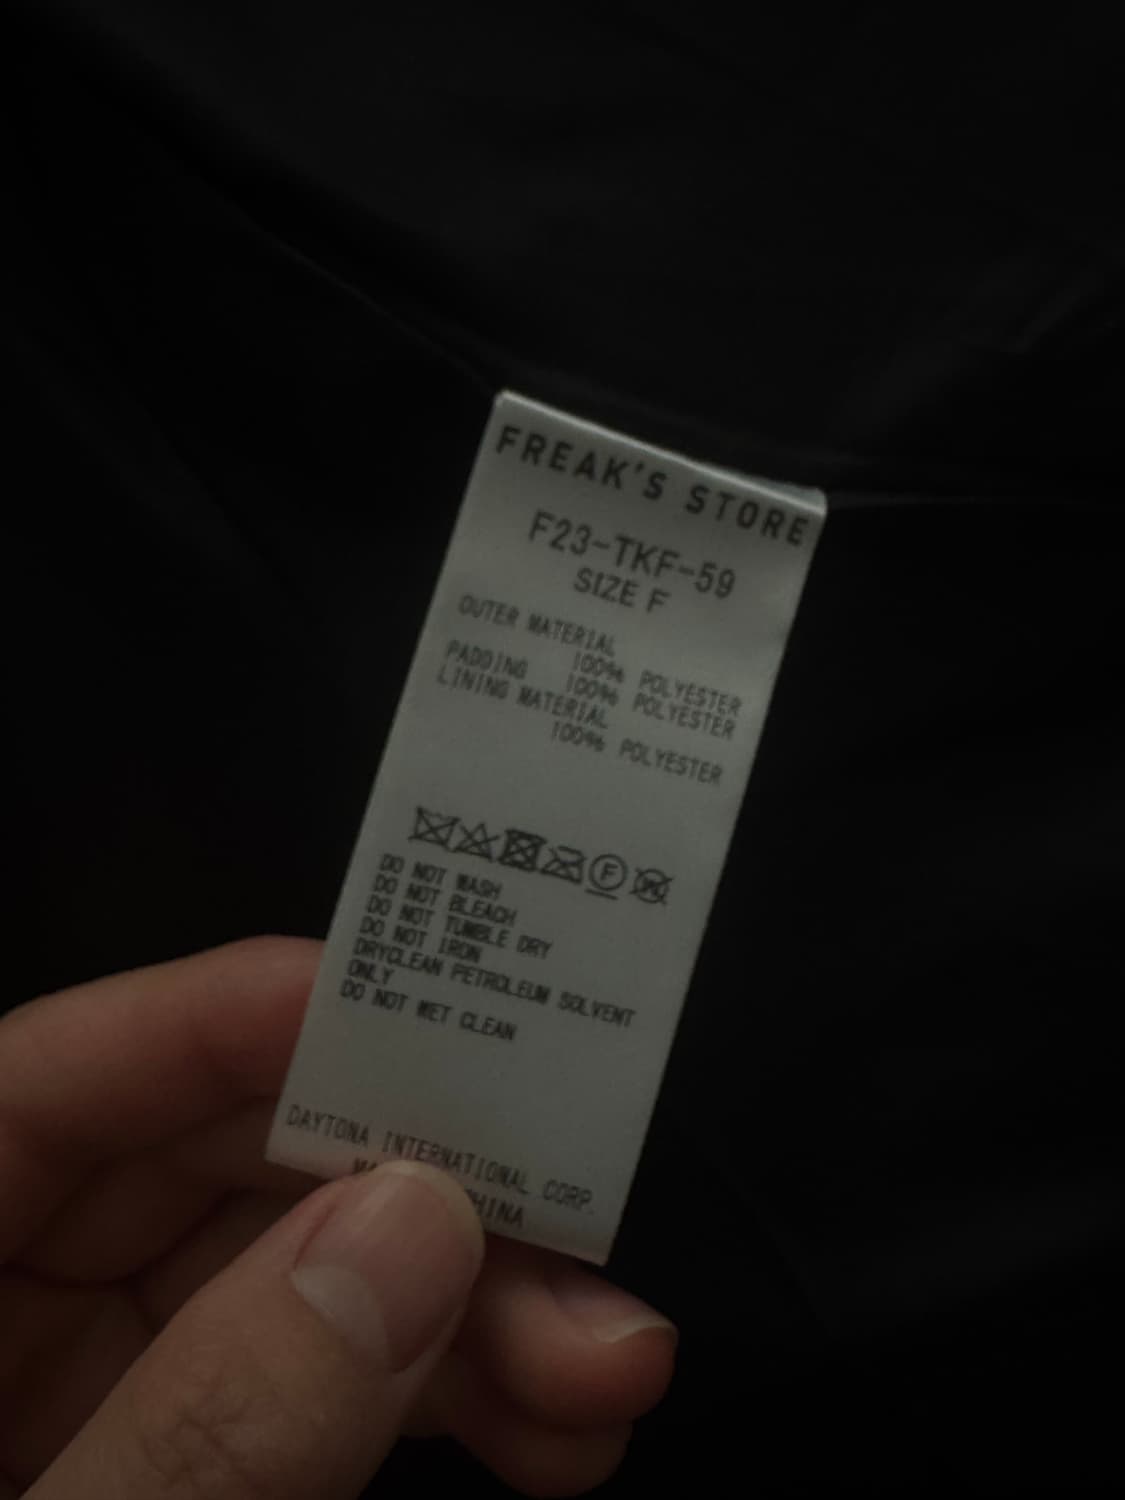 FREAK'S STORE
F23-TKF-59
SIZE F
OUTER MATERIAL
100% POLYESTER
PADDING 100% POLYESTER
LINING MATERIAL
100% POLYESTER
F
DO NOT WASH
DO NOT BLEACH
DO NOT TUMBLE DRY
DO NOT IRON
DRYCLEAN PETROLEUM SOLVENT
ONLY
DO NOT WET CLEAN
DAYTONA INTERNATIONAL CORP.